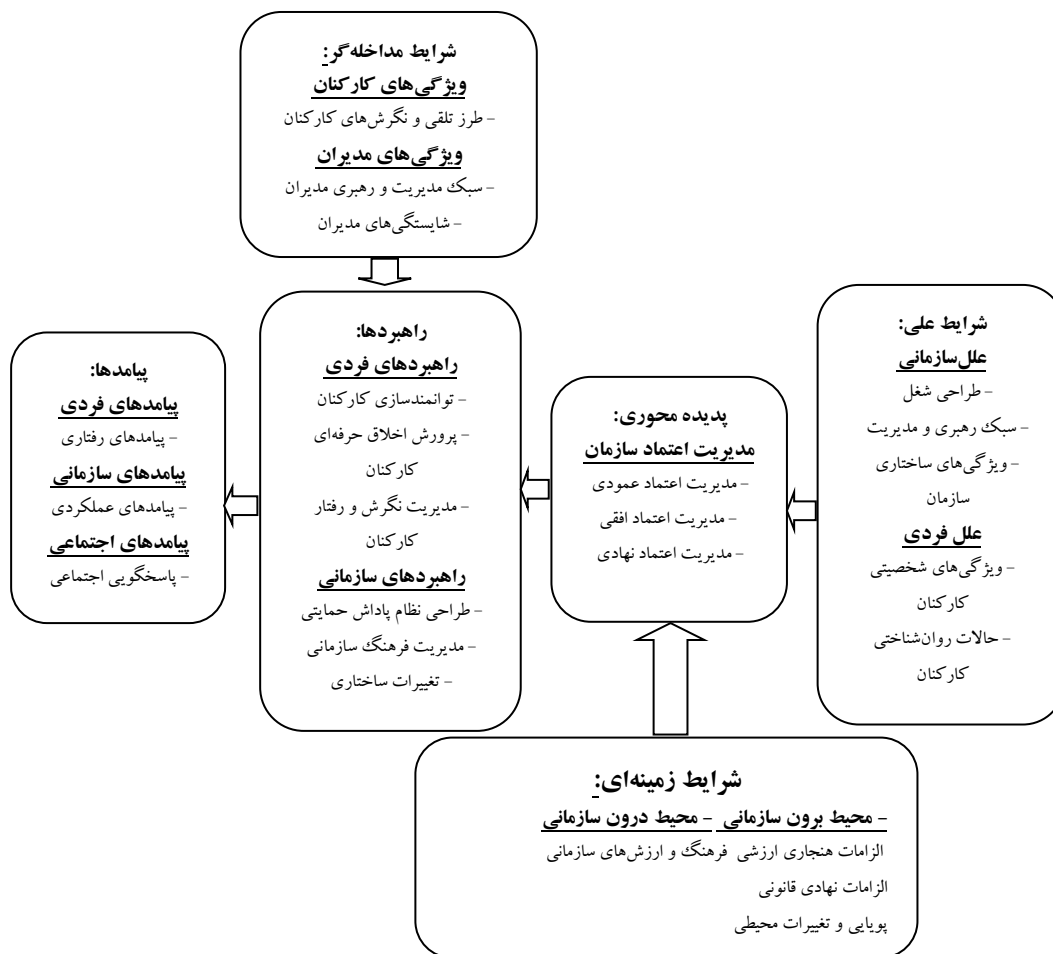 شرایط مداخله‌گر:
ویژگی‌های کارکنان
- طرز تلقی و نگرش‌های کارکنان
ویژگی‌های مدیران
- سبک مدیریت و رهبری مدیران
- شایستگی‌های مدیران
شرایط علی:
علل‌سازمانی
- طراحی شغل
- سبک رهبری و مدیریت
- ویژگی‌های ساختاری
سازمان
علل فردی
- ویژگی‌های شخصیتی
کارکنان
- حالات روان‌شناختی
کارکنان
پدیده محوری:
مدیریت اعتماد سازمان
- مدیریت اعتماد عمودی
- مدیریت اعتماد افقی
- مدیریت اعتماد نهادی
راهبردها:
راهبردهای فردی
- توانمندسازی کارکنان
- پرورش اخلاق حرفه‌ای
کارکنان
- مدیریت نگرش و رفتار
کارکنان
راهبردهای سازمانی
- طراحی نظام پاداش حمایتی
- مدیریت فرهنگ سازمانی
- تغییرات ساختاری
پیامدها:
پیامدهای فردی
- پیامدهای رفتاری
پیامدهای سازمانی
- پیامدهای عملکردی
پیامدهای اجتماعی
- پاسخگویی اجتماعی
شرایط زمینه‌ای:
- محیط برون سازمانی - محیط درون سازمانی
الزامات هنجاری ارزشی فرهنگ و ارزش‌های سازمانی
الزامات نهادی قانونی
پویایی و تغییرات محیطی